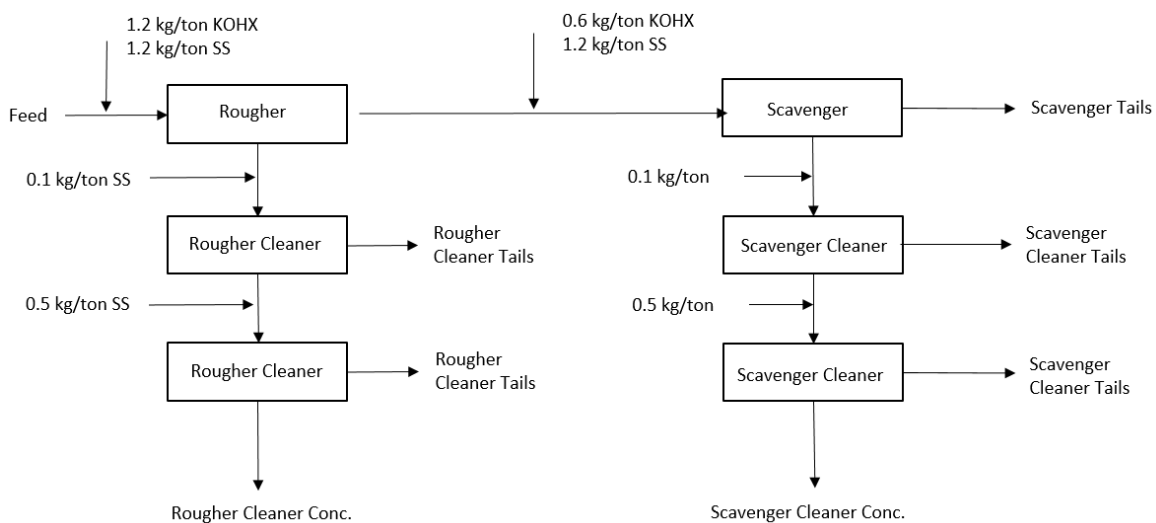 1.2 kg/ton KOHX
1.2 kg/ton SS
0.6 kg/ton KOHX
1.2 kg/ton SS
Feed
Rougher
Scavenger
Scavenger Tails
0.1 kg/ton SS
0.1 kg/ton
Rougher Cleaner
Rougher
Cleaner Tails
Scavenger Cleaner
Scavenger
Cleaner Tails
0.5 kg/ton SS
0.5 kg/ton
Rougher Cleaner
Rougher
Cleaner Tails
Scavenger Cleaner
Scavenger
Cleaner Tails
Rougher Cleaner Conc.
Scavenger Cleaner Conc.